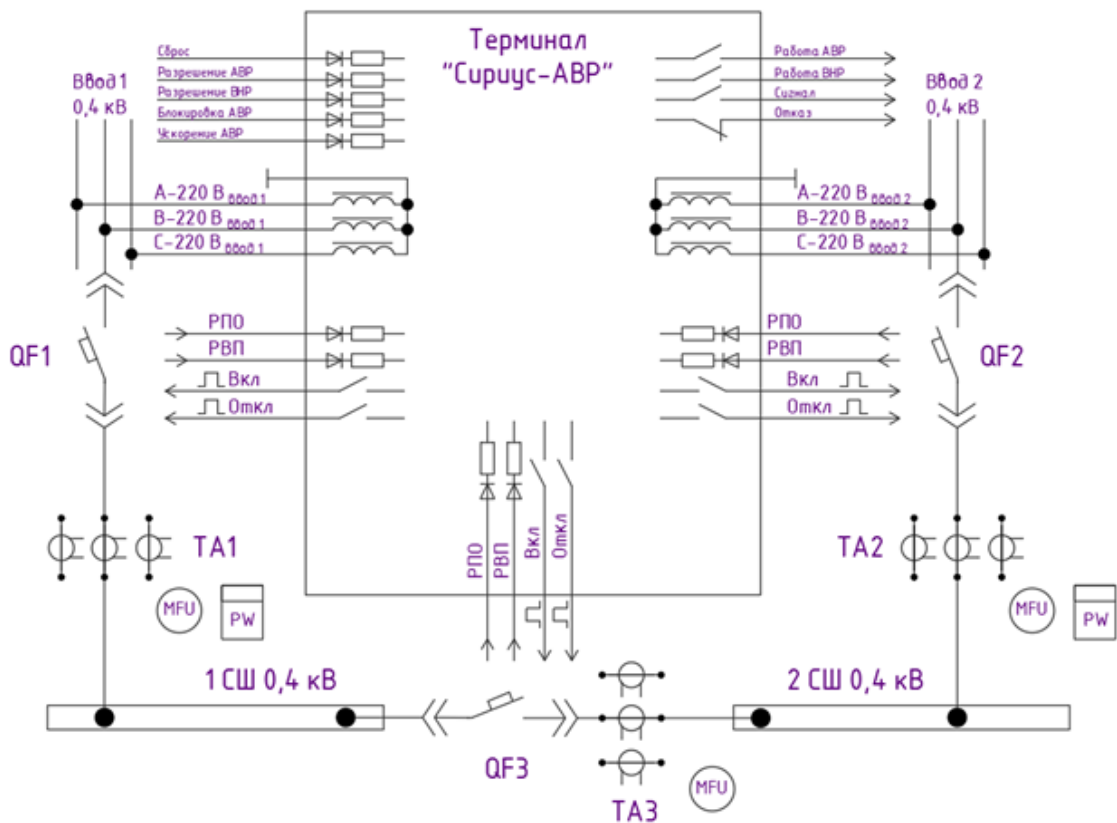 Терминал
"Сириус-АВР"
Сброс
Разрешение АВР
Разрешение ВНР
Блокировка АВР
Ускорение АВР
Работа АВР
Работа ВНР
Сигнал
Отказ
Ввод 1
0,4 кВ
Ввод 2
0,4 кВ
А-220 В ввод 1
В-220 В ввод 1
С-220 В ввод 1
А-220 В ввод 2
В-220 В ввод 2
С-220 В ввод 2
QF1
РПО
РВП
Вкл
Откл
РПО
РВП
Вкл
Откл
QF2
РПО
РВП
Вкл
Откл
ТА1
MFU
PW
ТА2
MFU
PW
1 СШ 0,4 кВ
2 СШ 0,4 кВ
QF3
ТА3
MFU